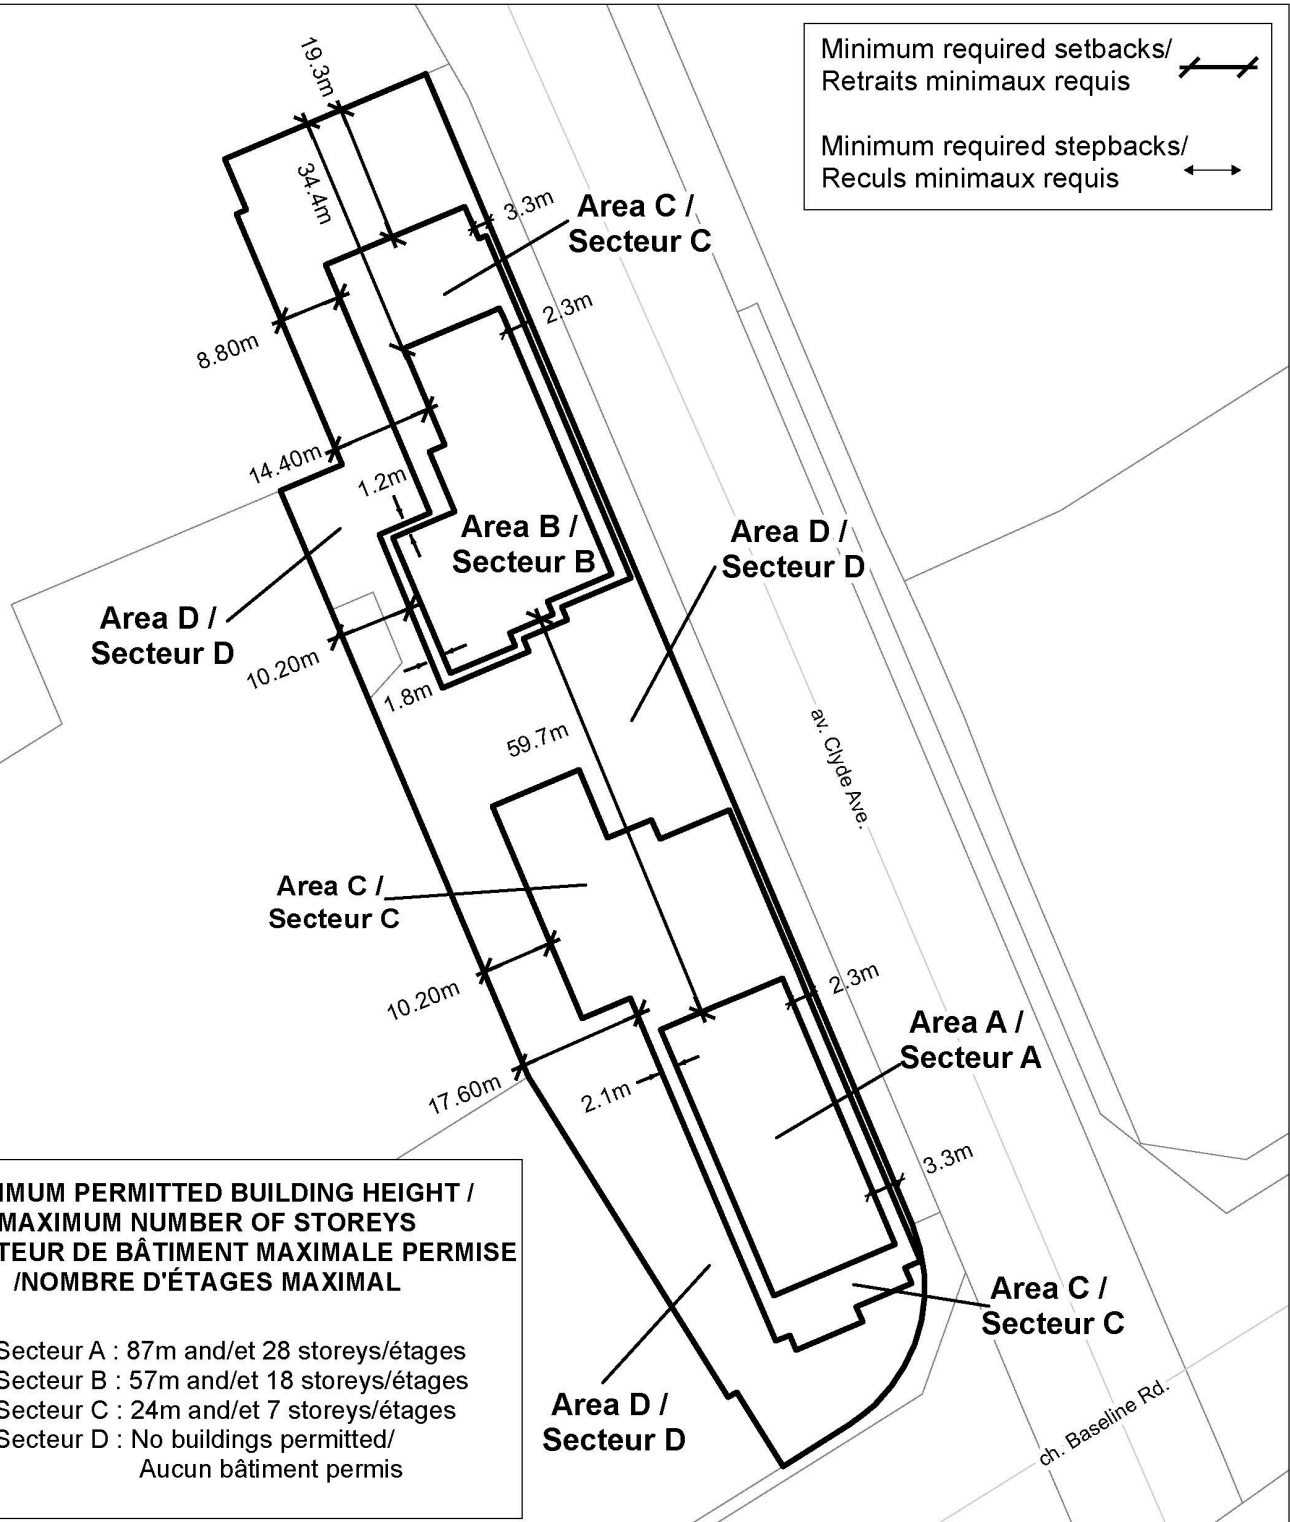 Minimum required setbacks/
Retraits minimaux requis
Minimum required stepbacks/
Reculs minimaux requis
19.3m
34.4m
3.3m
Area C /
Secteur C
2.3m
8.80m
14.40m
1.2m
Area B /
Secteur B
Area D /
Secteur D
Area D /
Secteur D
10.20m
1.8m
59.7m
av. Clyde Ave.
Area C /
Secteur C
10.20m
2.3m
Area A /
Secteur A
17.60m
2.1m
3.3m
Area C /
Secteur C
Area D /
Secteur D
ch. Baseline Rd.
IMUM PERMITTED BUILDING HEIGHT /
MAXIMUM NUMBER OF STOREYS
TEUR DE BÂTIMENT MAXIMALE PERMISE
/NOMBRE D'ÉTAGES MAXIMAL
Secteur A : 87m and/et 28 storeys/étages
Secteur B : 57m and/et 18 storeys/étages
Secteur C : 24m and/et 7 storeys/étages
Secteur D : No buildings permitted/
Aucun bâtiment permis